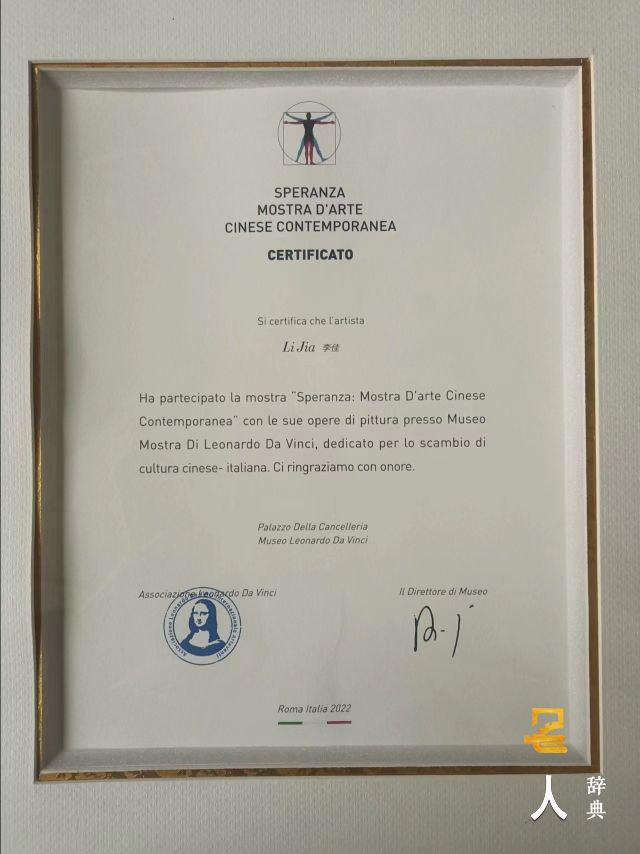 SPERANZA
MOSTRA D'ARTE
CINESE CONTEMPORANEA
CERTIFICATO
Si certifica che l'artista
Li Jia 李佳
Ha partecipato la mostra "Speranza: Mostra D'arte Cinese
Contemporanea" con le sue opere di pittura presso Museo
Mostra Di Leonardo Da Vinci, dedicato per lo scambio di
cultura cinese- italiana. Ci ringraziamo con onore.
Palazzo Della Cancelleria
Museo Leonardo Da Vinci
Associazione Leonardo Da Vinci
Il Direttore di Museo
Roma Italia 2022
人
辞典